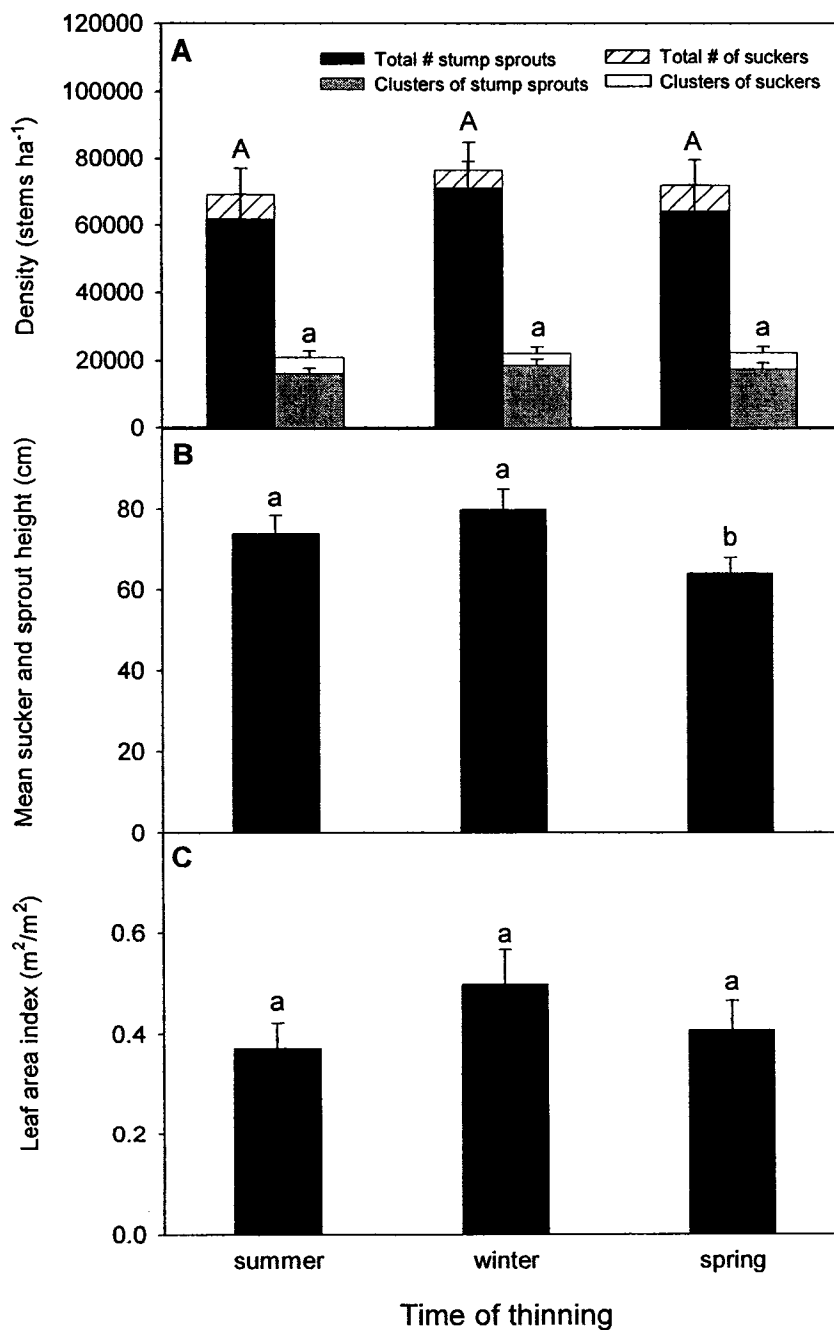 A
Total # stump sprouts
Total # of suckers
Clusters of stump sprouts
Clusters of suckers
120000
100000
80000
60000
40000
20000
0
Density (stems ha⁻¹)
A
A
A
a
a
a
B
80
60
40
20
0
Mean sucker and sprout height (cm)
a
a
b
C
0.6
0.4
0.2
0.0
Leaf area index (m²/m²)
a
a
a
summer
winter
spring
Time of thinning